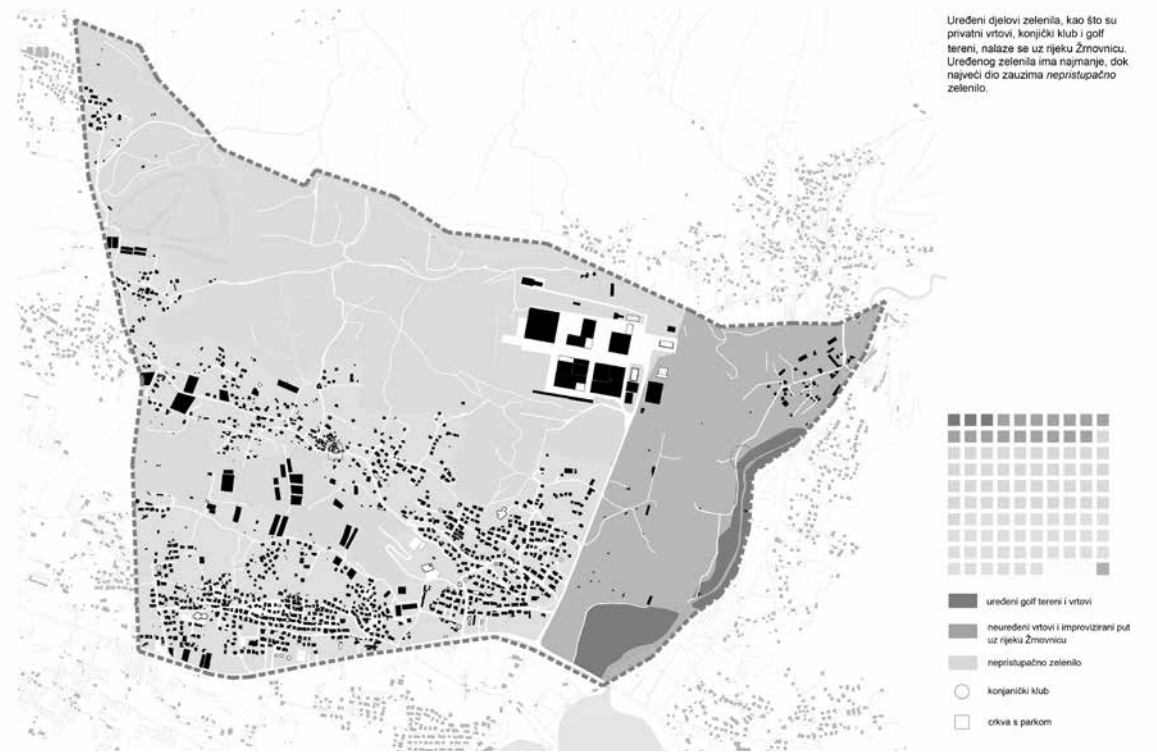 Uređeni djelovi zelenila, kao što su
privatni vrtovi, konjički klub i golf
tereni, nalaze se uz rijeku Žrnovnicu.
Uređenog zelenila ima najmanje, dok
najveći dio zauzima nepristupačno
zelenilo.
uređeni golf tereni i vrtovi
neuređeni vrtovi i improvizirani put
uz rijeku Žrnovnicu
nepristupačno zelenilo
konjanički klub
crkva s parkom